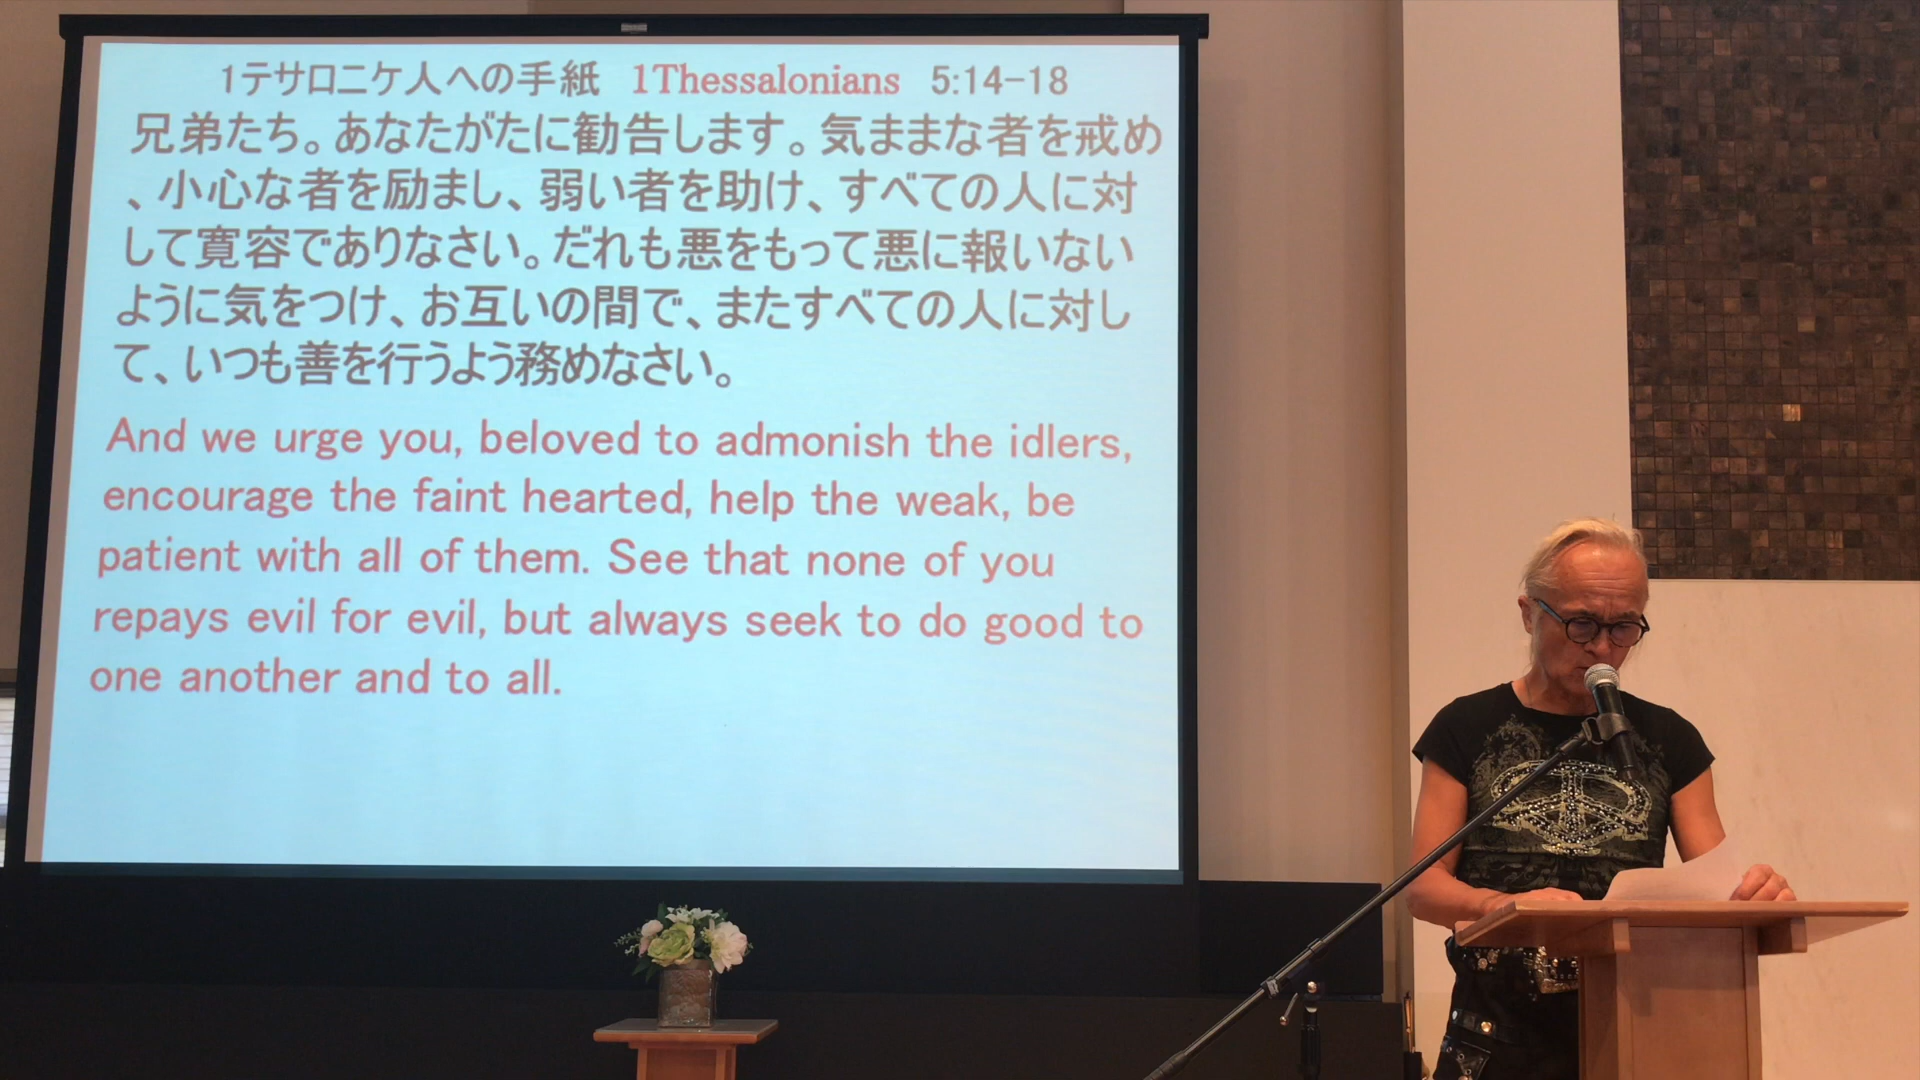 1テサロニケ人への手紙 1Thessalonians 5:14-18
兄弟たち。あなたがたに勧告します。気ままな者を戒め
、小心な者を励まし、弱い者を助け、すべての人に対
して寛容でありなさい。だれも悪をもって悪に報いない
ように気をつけ、お互いの間で、またすべての人に対し
て、いつも善を行うよう務めなさい。
And we urge you, beloved to admonish the idlers,
encourage the faint hearted, help the weak, be
patient with all of them. See that none of you
repays evil for evil, but always seek to do good to
one another and to all.